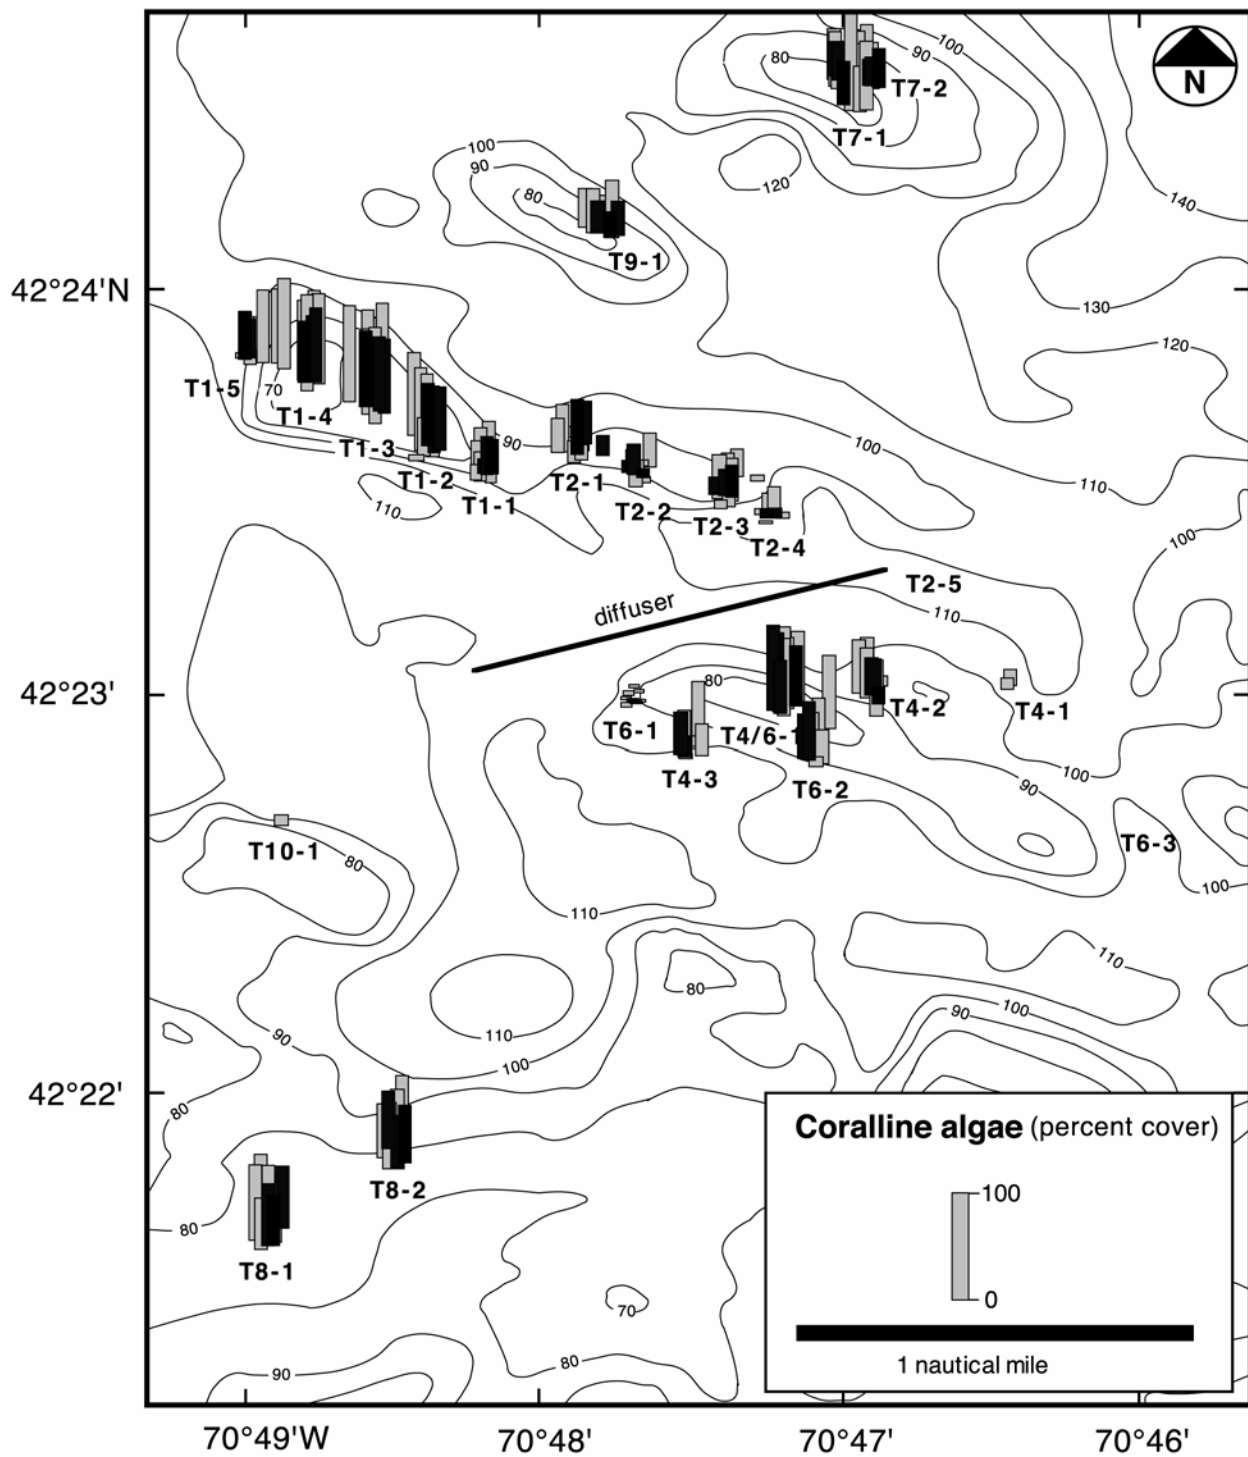 100
90
80
T7-2
N
T7-1
120
140
100
90
80
T9-1
42°24'N
130
120
T1-5
70
T1-4
T1-3
90
100
T1-2
T2-1
110
T1-1
110
T2-2
T2-3
T2-4
100
T2-5
diffuser
110
42°23'
80
T4-2
T4-1
T6-1
T4/6-1
T4-3
T6-2
100
90
T6-3
T10-1
80
100
110
110
80
100
90
90
110
100
42°22'
80
Coralline algae (percent cover)
T8-2
100
80
T8-1
0
70
1 nautical mile
80
90
70°49'W
70°48'
70°47'
70°46'